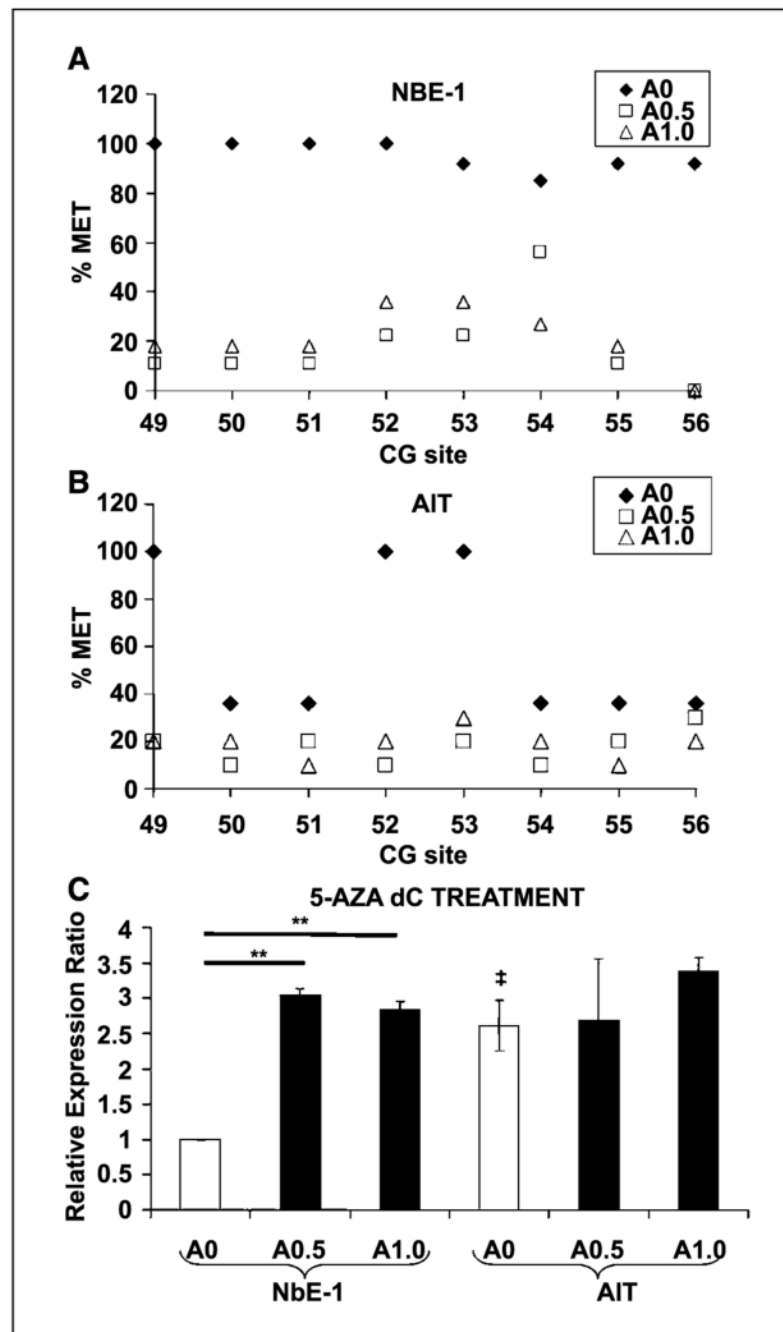 A
NBE-1
A0
A0.5
A1.0
120
100
80
60
40
20
0
% MET
49 50 51 52 53 54 55 56
CG site
B
AIT
A0
A0.5
A1.0
120
100
80
60
40
20
0
% MET
49 50 51 52 53 54 55 56
CG site
C
5-AZA dC TREATMENT
**
**
‡
4
3.5
3
2.5
2
1.5
1
0.5
0
Relative Expression Ratio
A0 A0.5 A1.0 A0 A0.5 A1.0
NbE-1 AIT